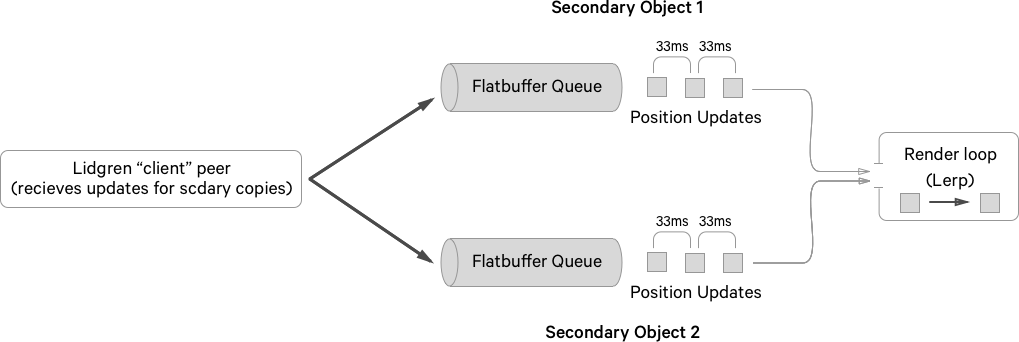 Secondary Object 1
33ms 33ms
Flatbuffer Queue
Position Updates
Lidgren “client” peer
(recieves updates for scdary copies)
Render loop
(Lerp)
33ms 33ms
Flatbuffer Queue
Position Updates
Secondary Object 2